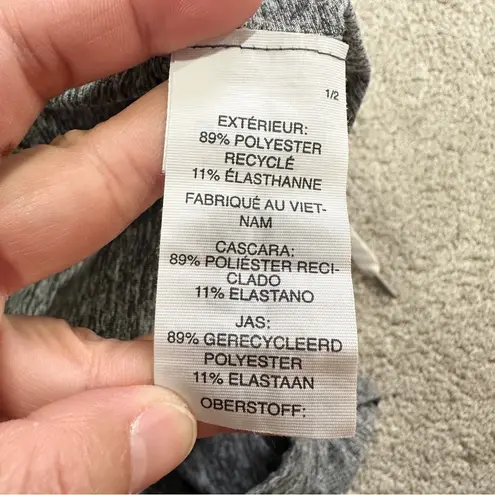 1/2
EXTÉRIEUR:
89% POLYESTER
RECYCLÉ
11% ÉLASTHANNE
FABRIQUÉ AU VIET-
NAM
CASCARA:
89% POLIÉSTER RECI-
CLADO
11% ELASTANO
JAS:
89% GERECYCLEERD
POLYESTER
11% ELASTAAN
OBERSTOFF: